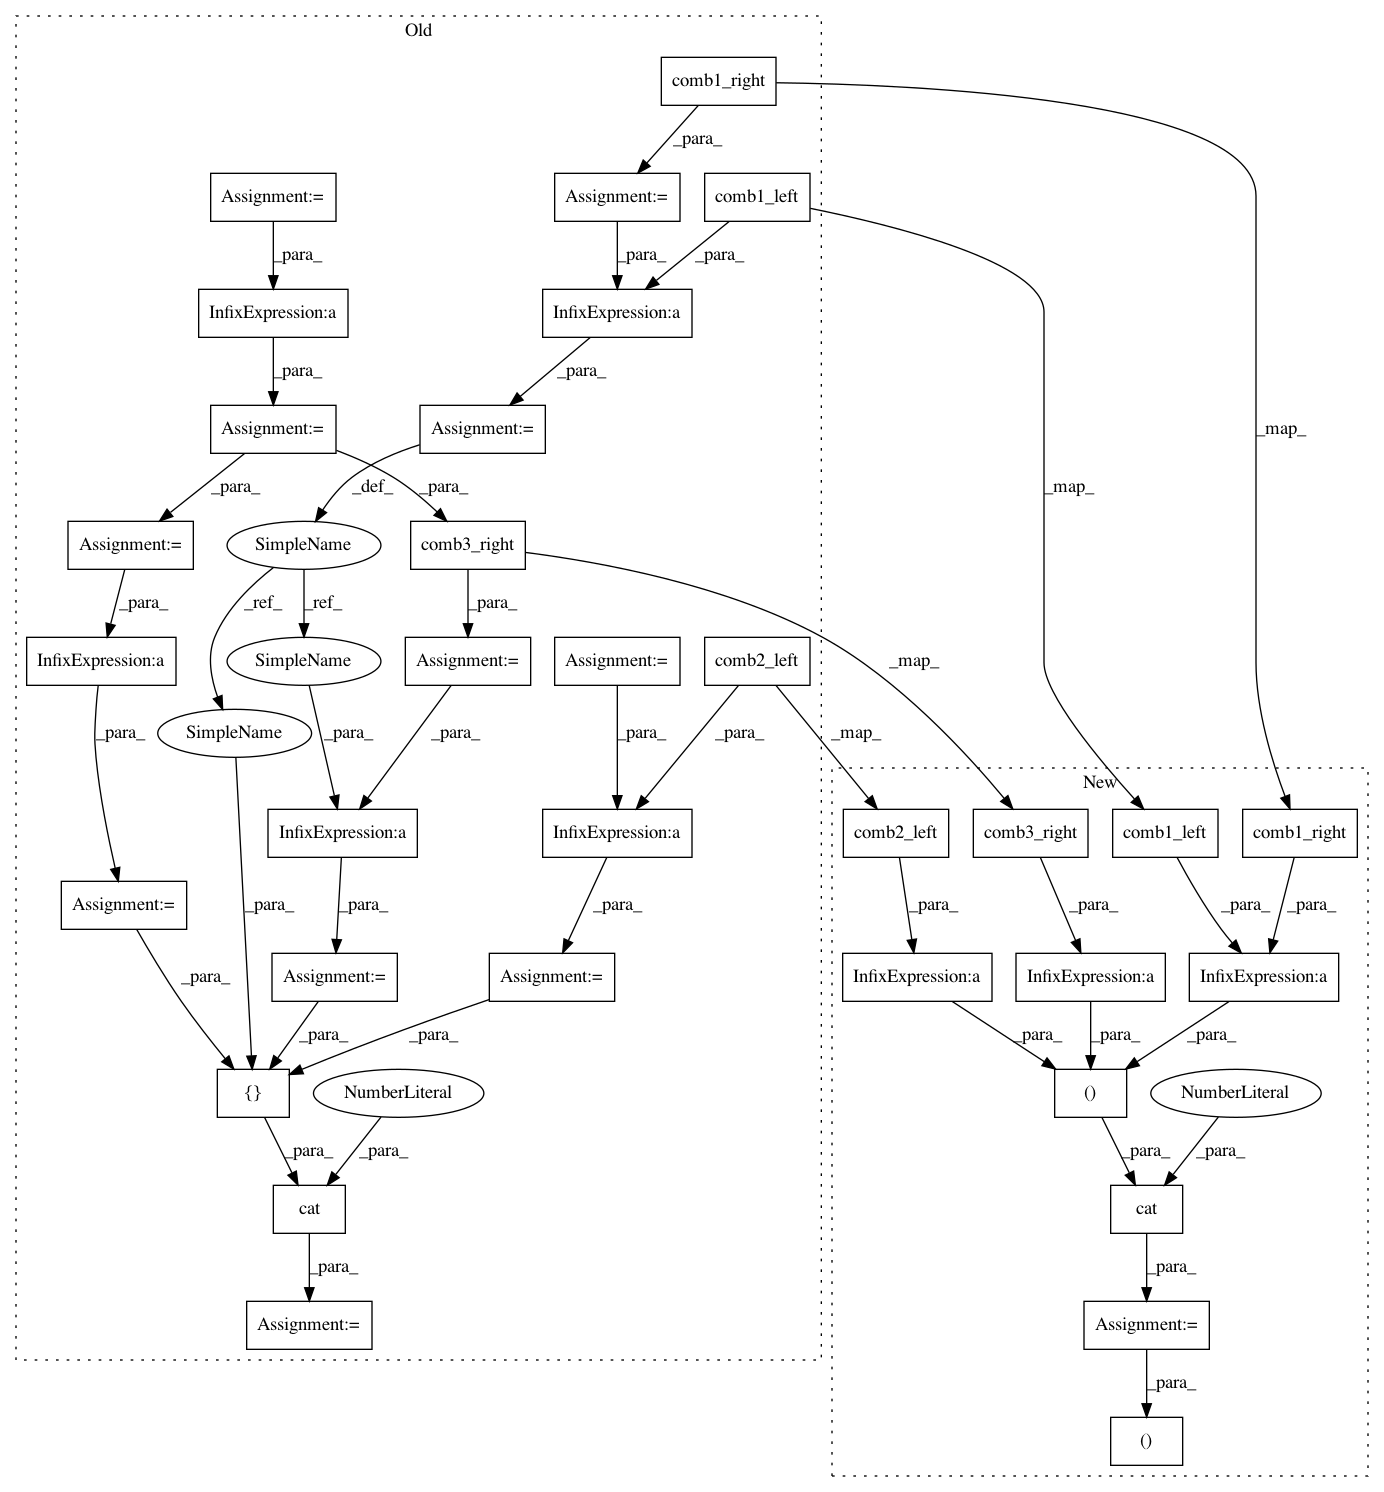 Old
comb1_right
_para_
Assignment:=
Assignment:=
comb1_left
_para_
_para_
_para_
InfixExpression:a
InfixExpression:a
_para_
_para_
_map_
Assignment:=
Assignment:=
_para_
_def_
_para_
_map_
Assignment:=
SimpleName
comb3_right
_para_
_ref_
_ref_
_para_
InfixExpression:a
SimpleName
Assignment:=
Assignment:=
comb2_left
_map_
SimpleName
_para_
_para_
_para_
_para_
_para_
_map_
New
InfixExpression:a
InfixExpression:a
comb2_left
comb3_right
comb1_left
comb1_right
Assignment:=
_para_
_para_
_para_
_para_
_para_
_para_
_para_
_para_
Assignment:=
Assignment:=
InfixExpression:a
InfixExpression:a
InfixExpression:a
_para_
_para_
_para_
_para_
_para_
{}
NumberLiteral
()
NumberLiteral
_para_
_para_
_para_
_para_
cat
cat
_para_
_para_
Assignment:=
Assignment:=
_para_
()